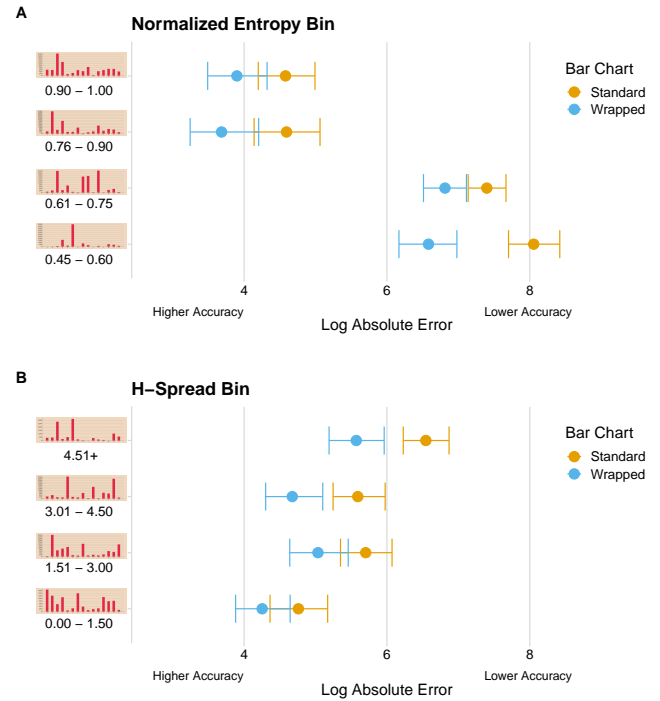 A
Normalized Entropy Bin
0.90 − 1.00
0.76 − 0.90
0.61 − 0.75
0.45 − 0.60
Bar Chart
Standard
Wrapped
4 6 8
Higher Accuracy Lower Accuracy
Log Absolute Error
B
H−Spread Bin
4.51+
3.01 − 4.50
1.51 − 3.00
0.00 − 1.50
Bar Chart
Standard
Wrapped
4 6 8
Higher Accuracy Lower Accuracy
Log Absolute Error